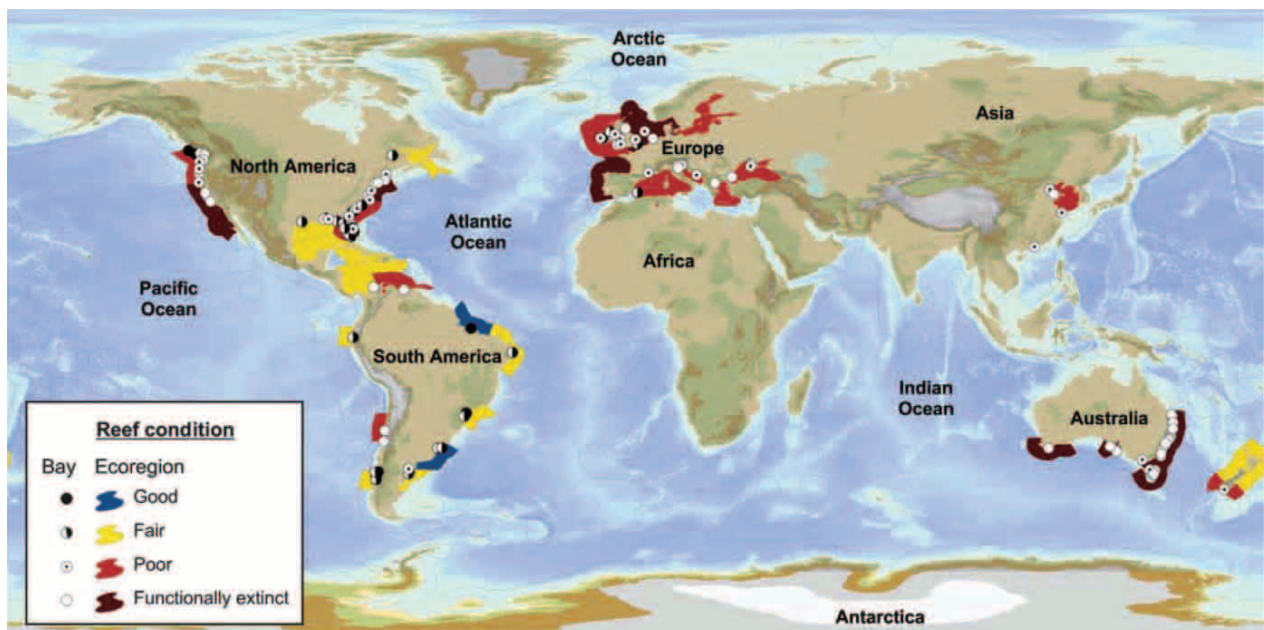 Arctic
Ocean
Asia
North America
Europe
Atlantic
Ocean
Africa
Pacific
Ocean
South America
Indian
Ocean
Australia
Reef condition
Bay Ecoregion
Good
Fair
Poor
Functionally extinct
Antarctica